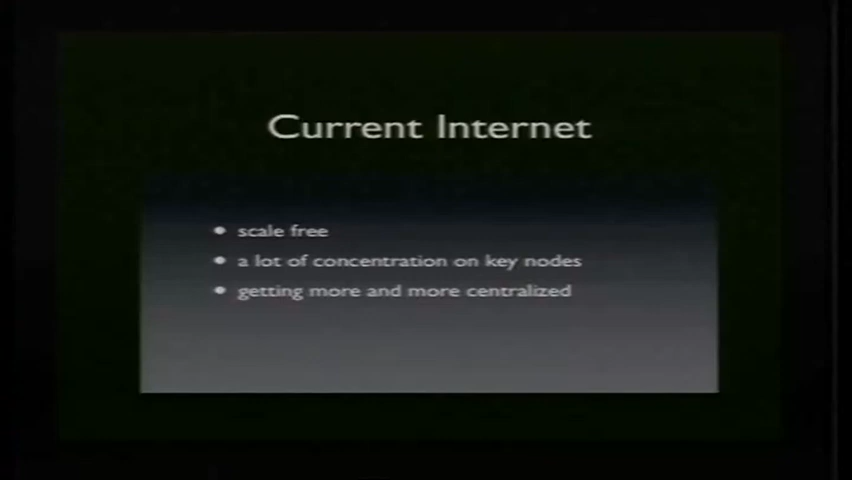 Current Internet
• scale free
• a lot of concentration on key nodes
• getting more and more centralized